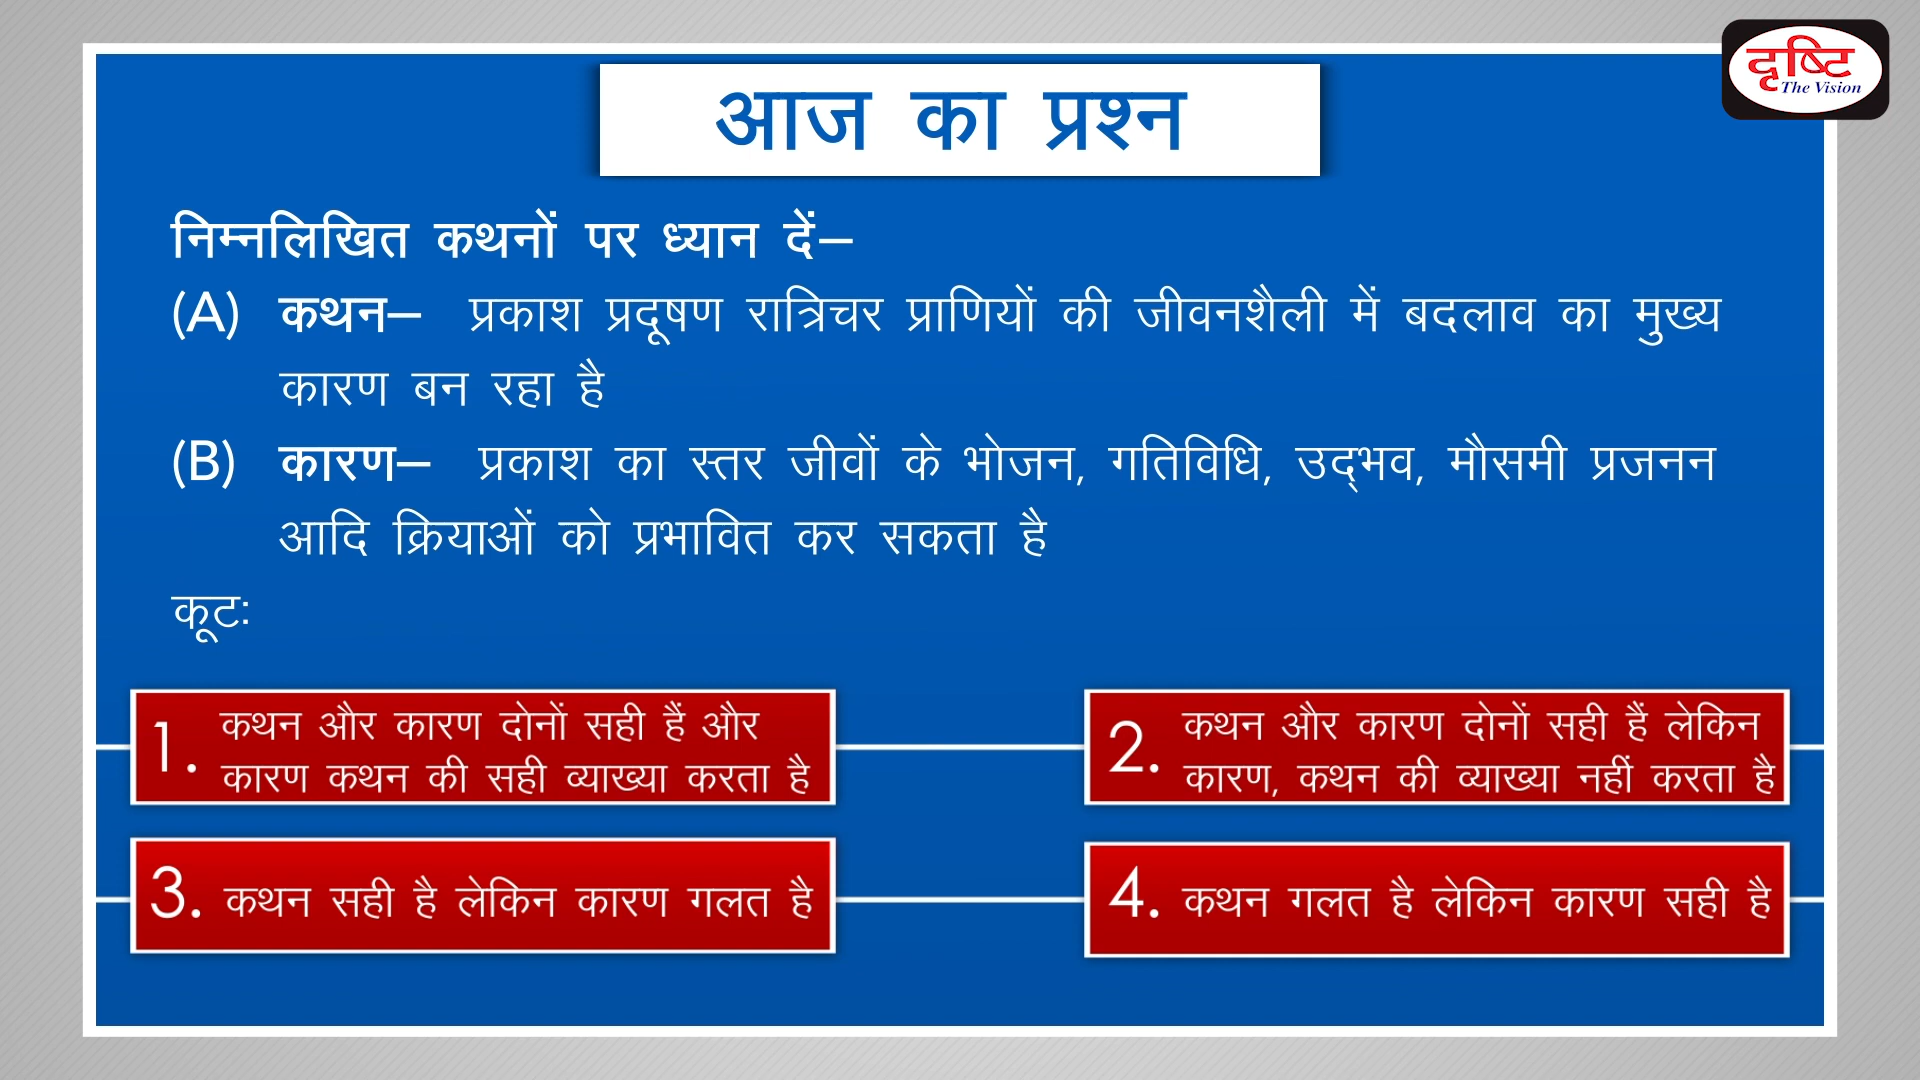 दृष्टि
The Vision
आज का प्रश्न
निम्नलिखित कथनों पर ध्यान दें–
(A) कथन– प्रकाश प्रदूषण रात्रिचर प्राणियों की जीवनशैली में बदलाव का मुख्य
कारण बन रहा है
(B) कारण– प्रकाश का स्तर जीवों के भोजन, गतिविधि, उद्भव, मौसमी प्रजनन
आदि क्रियाओं को प्रभावित कर सकता है
कूटः
1. कथन और कारण दोनों सही हैं और
कारण कथन की सही व्याख्या करता है
2. कथन और कारण दोनों सही हैं लेकिन
कारण, कथन की व्याख्या नहीं करता है
3. कथन सही है लेकिन कारण गलत है
4. कथन गलत है लेकिन कारण सही है